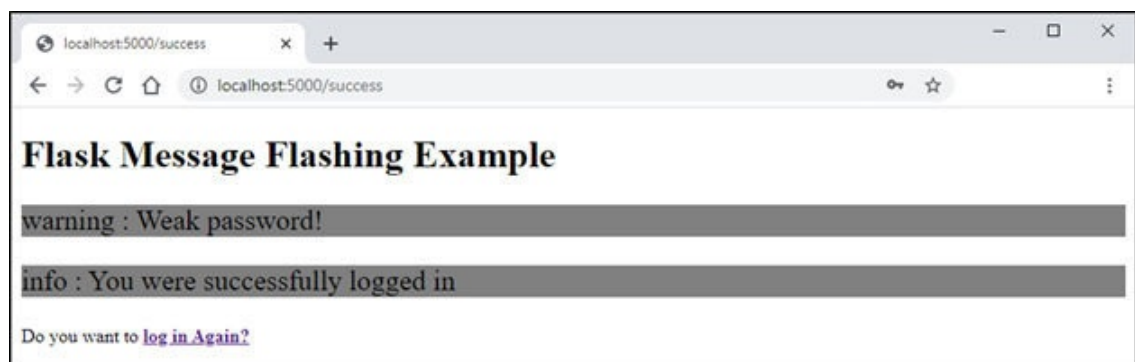 localhost:5000/success
localhost:5000/success
Flask Message Flashing Example
warning : Weak password!
info : You were successfully logged in
Do you want to log in Again?